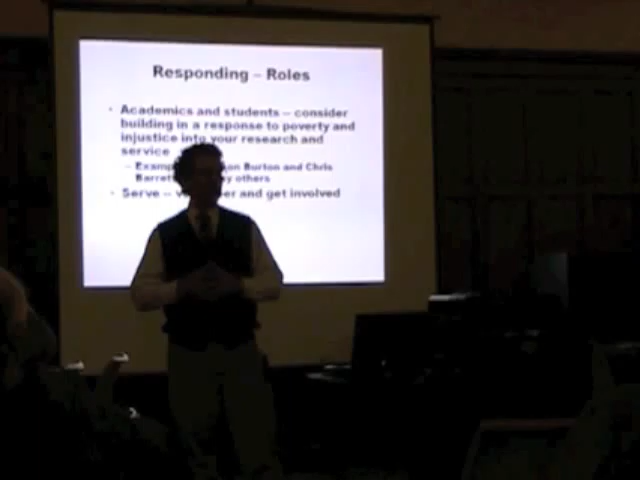 Responding – Roles
• Academics and students – consider
building in a response to poverty and
injustice into your research and
service
– Burton and Chris
others
• Serve – and get involved